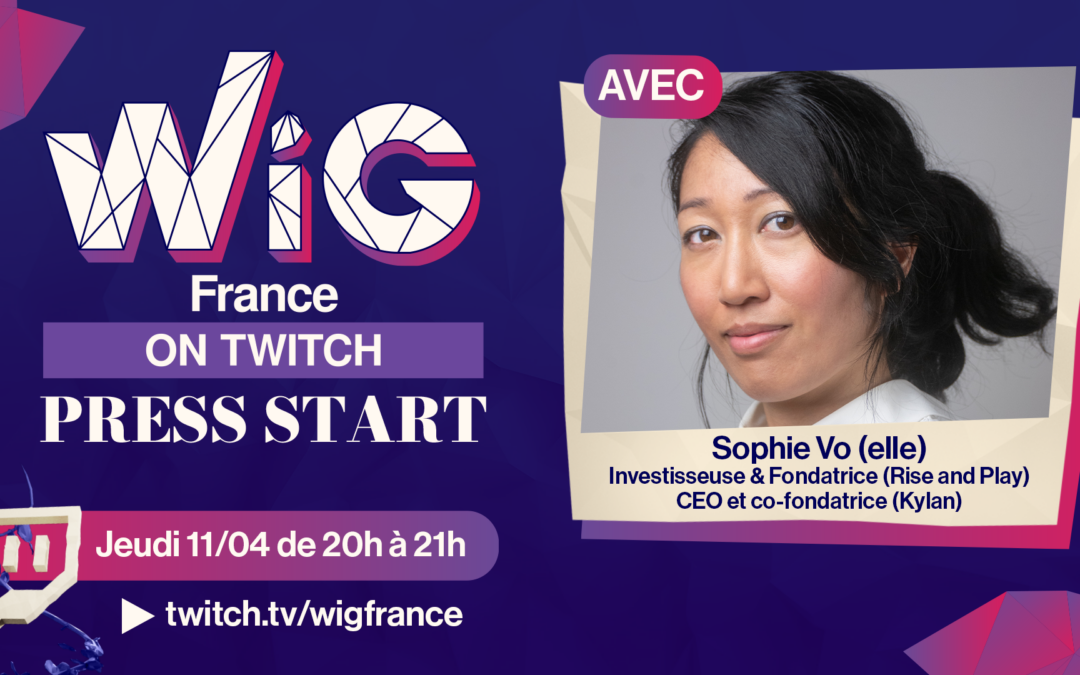 WiG
France
ON TWITCH
PRESS START
Jeudi 11/04 de 20h à 21h
twitch.tv/wigfrance
AVEC
Sophie Vo (elle)
Investisseuse & Fondatrice (Rise and Play)
CEO et co-fondatrice (Kylan)